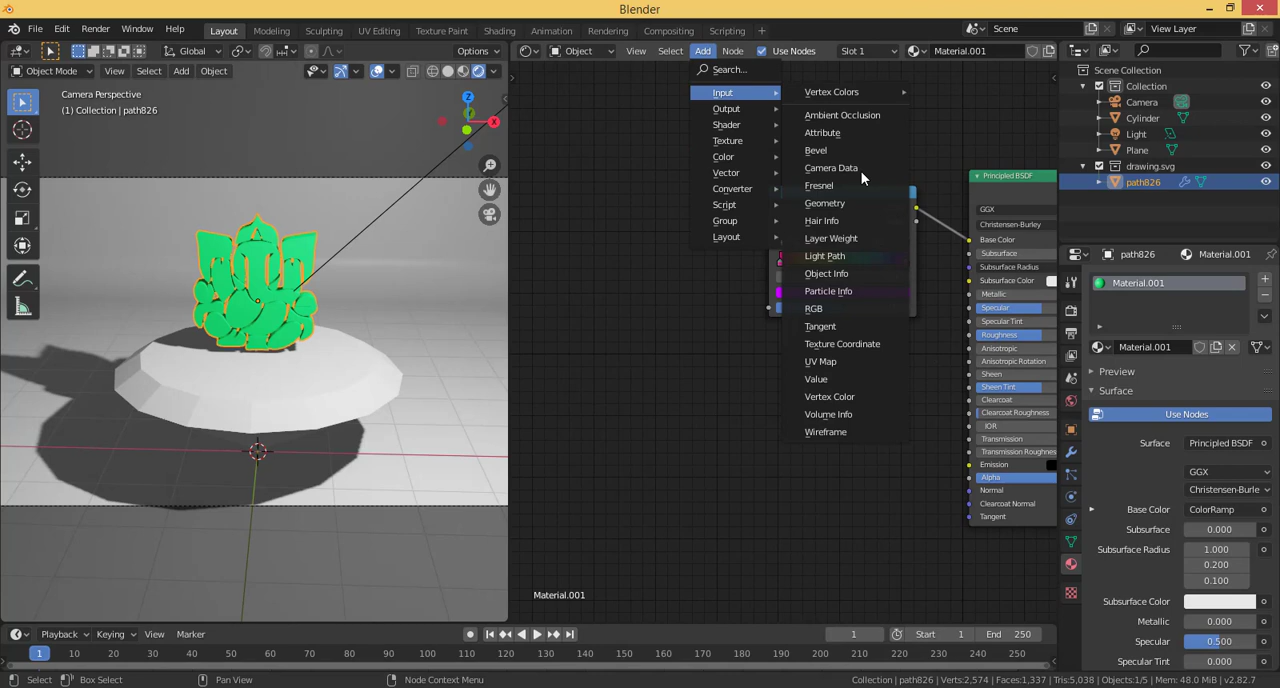 Blender
File Edit Render Window Help Layout Modeling Sculpting UV Editing Texture Paint Shading Animation Rendering Compositing Scripting Scene View Layer
Global Options Object View Select Add Node Use Nodes Slot 1 Material.001
Object Mode View Select Add Object
Camera Perspective
(1) Collection | path826
X
Z
Search...
Input
Output
Shader
Texture
Color
Vector
Converter
Script
Group
Layout
Vertex Colors
Ambient Occlusion
Attribute
Bevel
Camera Data
Fresnel
Geometry
Hair Info
Layer Weight
Light Path
Object Info
Particle Info
RGB
Tangent
Texture Coordinate
UV Map
Value
Vertex Color
Volume Info
Wireframe
Principled BSDF
GGX
Christensen-Burley
Base Color
Subsurface
Subsurface Radius
Subsurface Color
Metallic
Specular
Specular Tint
Roughness
Anisotropic
Anisotropic Rotation
Sheen
Sheen Tint
Clearcoat
Clearcoat Roughness
IOR
Transmission
Transmission Roughness
Emission
Alpha
Normal
Clearcoat Normal
Tangent
Material.001
Scene Collection
Collection
Camera
Cylinder
Light
Plane
drawing.svg
path826
path826 Material.001
Material.001
Material.001
Preview
Surface
Use Nodes
Surface Principled BSDF
GGX
Christensen-Burle
Base Color ColorRamp
Subsurface 0.000
Subsurface Radius 1.000
0.200
0.100
Subsurface Color
Metallic 0.000
Specular 0.500
Specular Tint 0.000
Playback Keying View Marker 1 Start 1 End 250
1 10 20 30 40 50 60 70 80 90 100 110 120 130 140 150 160 170 180 190 200 210 220 230 240 250
Select Box Select Pan View Node Context Menu Collection | path826 | Verts:2,574 | Faces:1,337 | Tris:5,038 | Objects:1/5 | Mem: 48.0 MiB | v2.82.7